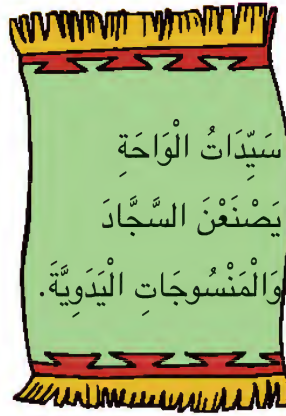 سَيِّدَاتُ الْوَاحَةِ
يَصْنَعْنَ السَّجَّادَ
وَالْمَنْسُوجَاتِ الْيَدَوِيَّةَ.